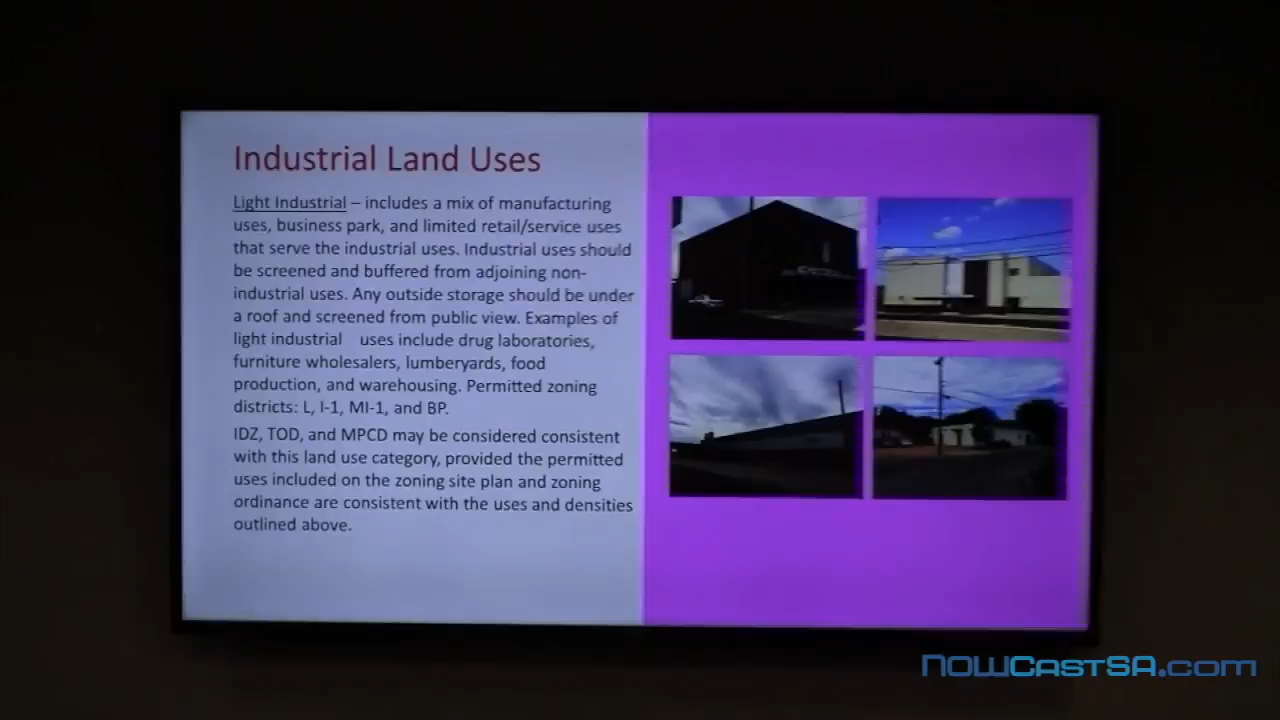 Industrial Land Uses
Light Industrial – includes a mix of manufacturing
uses, business park, and limited retail/service uses
that serve the industrial uses. Industrial uses should
be screened and buffered from adjoining non-
industrial uses. Any outside storage should be under
a roof and screened from public view. Examples of
light industrial uses include drug laboratories,
furniture wholesalers, lumberyards, food
production, and warehousing. Permitted zoning
districts: L, I-1, MI-1, and BP.
IDZ, TOD, and MPCD may be considered consistent
with this land use category, provided the permitted
uses included on the zoning site plan and zoning
ordinance are consistent with the uses and densities
outlined above.
NOWCASTSA.com